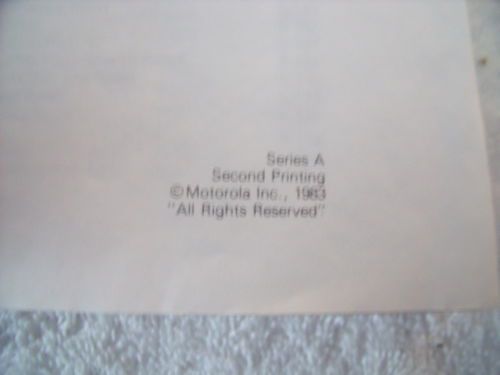 Series A
Second Printing
©Motorola Inc., 1983
"All Rights Reserved"